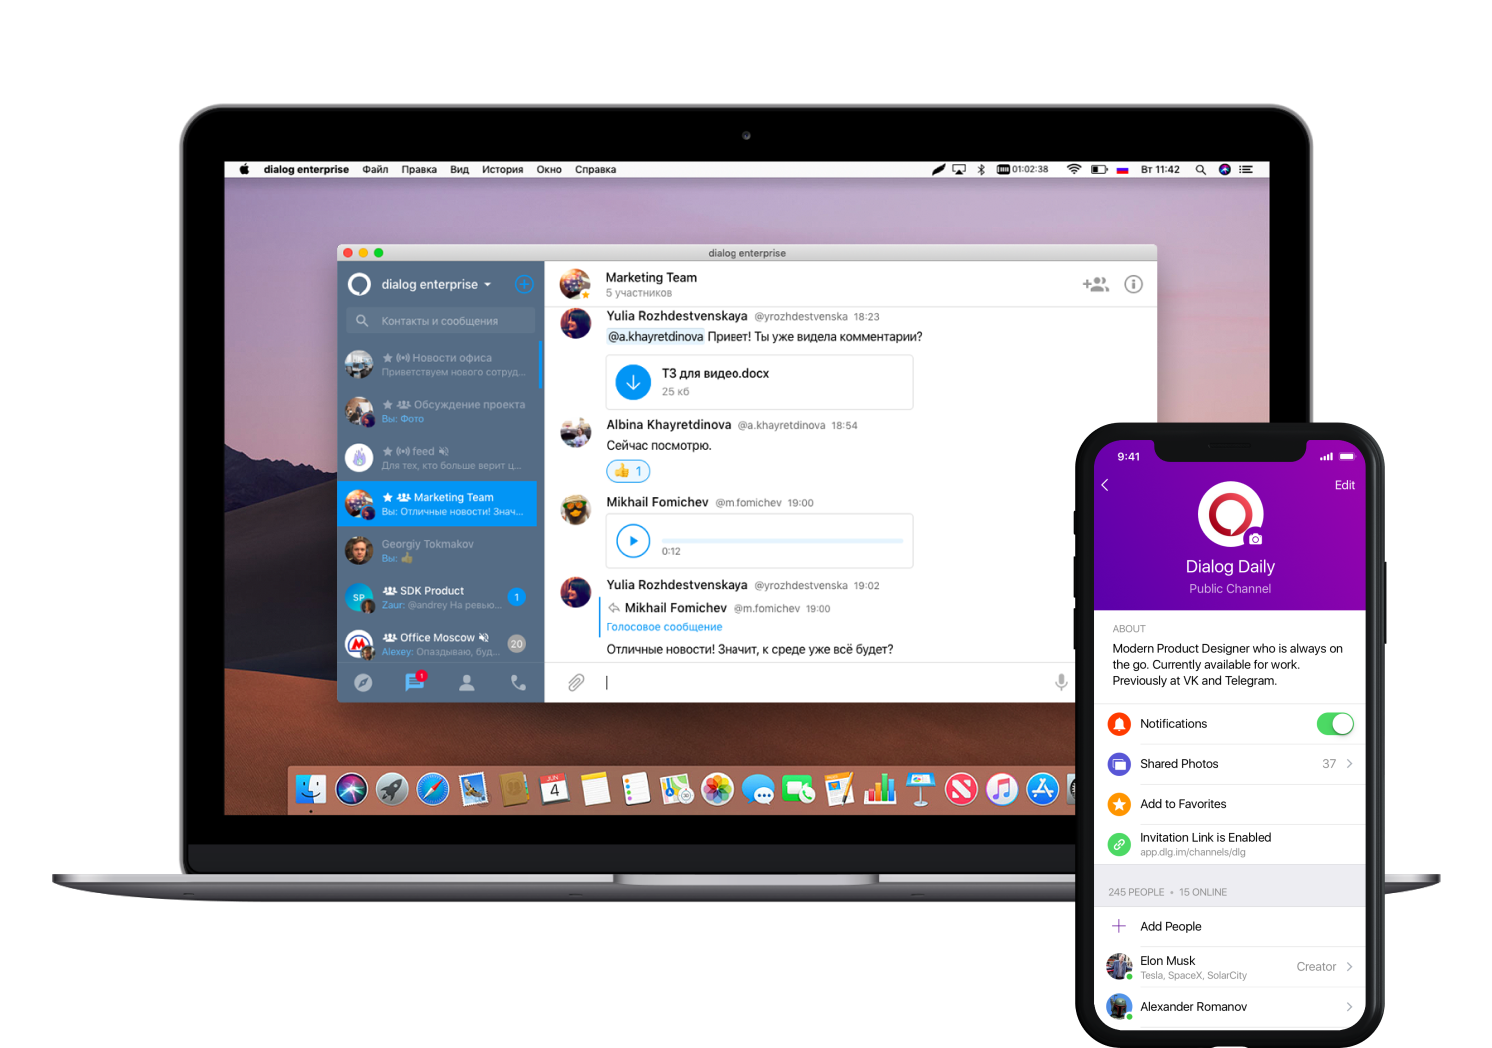 dialog enterprise Файл Правка Вид История Окно Справка 01:02:38 Вт 11:42
dialog enterprise
dialog enterprise
Контакты и сообщения
Новости офиса
Приветствуем нового сотруд...
Обсуждение проекта
Вы: Фото
feed
Для тех, кто больше верит ц...
Marketing Team
Вы: Отличные новости! Знач...
Georgiy Tokmakov
Вы: 👍
SP
SDK Product
Zaur: @andrey На ревью...
1
Office Moscow
Alexey: Опаздываю, буд...
20
1
Marketing Team
5 участников
Yulia Rozhdestvenskaya @yrozhdestvenska 18:23
@a.khayretdinova Привет! Ты уже видела комментарии?
ТЗ для видео.docx
25 кб
Albina Khayretdinova @a.khayretdinova 18:54
Сейчас посмотрю.
👍 1
Mikhail Fomichev @m.fomichev 19:00
0:12
Yulia Rozhdestvenskaya @yrozhdestvenska 19:02
Mikhail Fomichev @m.fomichev 19:00
Голосовое сообщение
Отличные новости! Значит, к среде уже всё будет?
JUN
4
9:41
Edit
Dialog Daily
Public Channel
ABOUT
Modern Product Designer who is always on
the go. Currently available for work.
Previously at VK and Telegram.
Notifications
Shared Photos 37
Add to Favorites
Invitation Link is Enabled
app.dlg.im/channels/dlg
245 PEOPLE • 15 ONLINE
Add People
Elon Musk
Tesla, SpaceX, SolarCity
Creator
Alexander Romanov